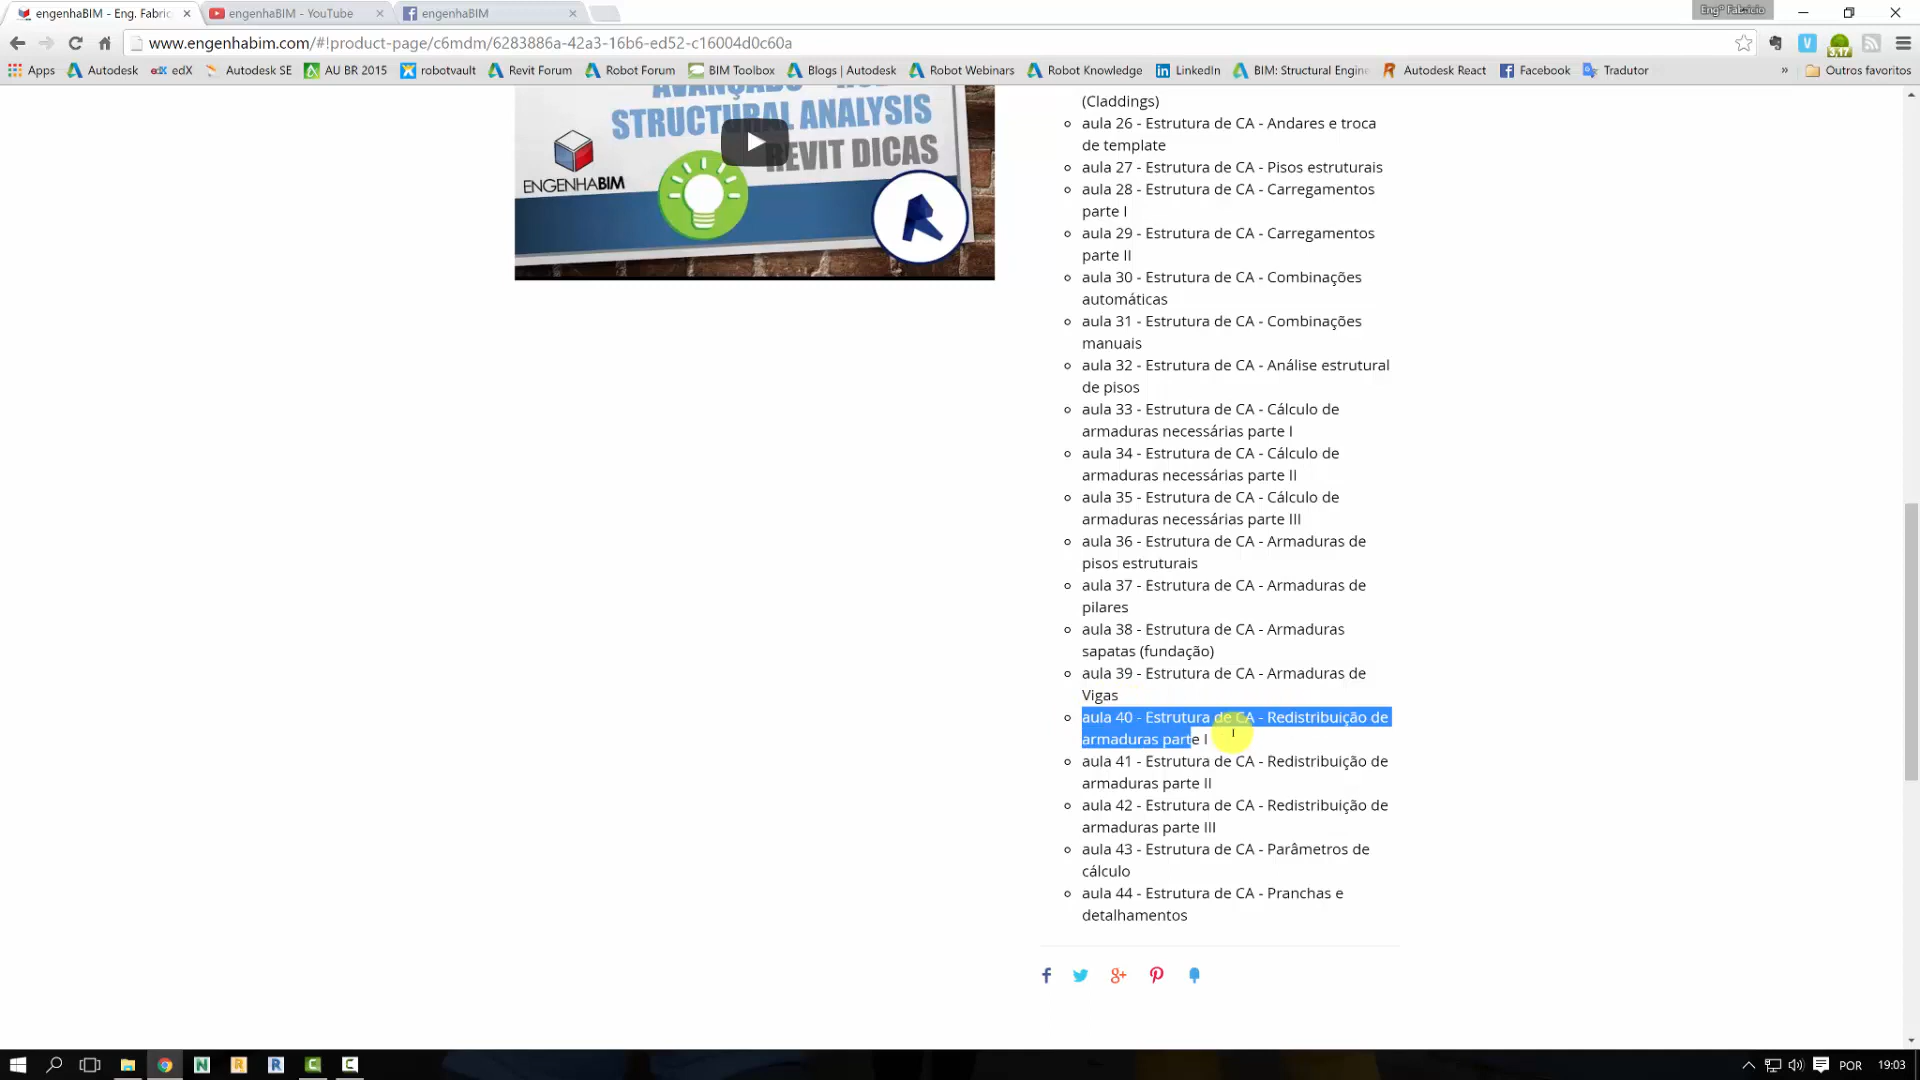 engenhaBIM - Eng. Fabric
engenhaBIM - YouTube
engenhaBIM
Engº Fabricio
www.engenhabim.com/#!product-page/c6mdm/6283886a-42a3-16b6-ed52-c16004d0c60a
3.17
Apps
Autodesk
edX
Autodesk SE
AU BR 2015
robotvault
Revit Forum
Robot Forum
BIM Toolbox
Blogs | Autodesk
Robot Webinars
Robot Knowledge
LinkedIn
BIM: Structural Engine
Autodesk React
Facebook
Tradutor
»
Outros favoritos
STRUCTURAL ANALYSIS
REVIT DICAS
ENGENHABIM
(Claddings)
aula 26 - Estrutura de CA - Andares e troca
de template
aula 27 - Estrutura de CA - Pisos estruturais
aula 28 - Estrutura de CA - Carregamentos
parte I
aula 29 - Estrutura de CA - Carregamentos
parte II
aula 30 - Estrutura de CA - Combinações
automáticas
aula 31 - Estrutura de CA - Combinações
manuais
aula 32 - Estrutura de CA - Análise estrutural
de pisos
aula 33 - Estrutura de CA - Cálculo de
armaduras necessárias parte I
aula 34 - Estrutura de CA - Cálculo de
armaduras necessárias parte II
aula 35 - Estrutura de CA - Cálculo de
armaduras necessárias parte III
aula 36 - Estrutura de CA - Armaduras de
pisos estruturais
aula 37 - Estrutura de CA - Armaduras de
pilares
aula 38 - Estrutura de CA - Armaduras
sapatas (fundação)
aula 39 - Estrutura de CA - Armaduras de
Vigas
aula 40 - Estrutura de CA - Redistribuição de
armaduras parte I
aula 41 - Estrutura de CA - Redistribuição de
armaduras parte II
aula 42 - Estrutura de CA - Redistribuição de
armaduras parte III
aula 43 - Estrutura de CA - Parâmetros de
cálculo
aula 44 - Estrutura de CA - Pranchas e
detalhamentos
POR
19:03